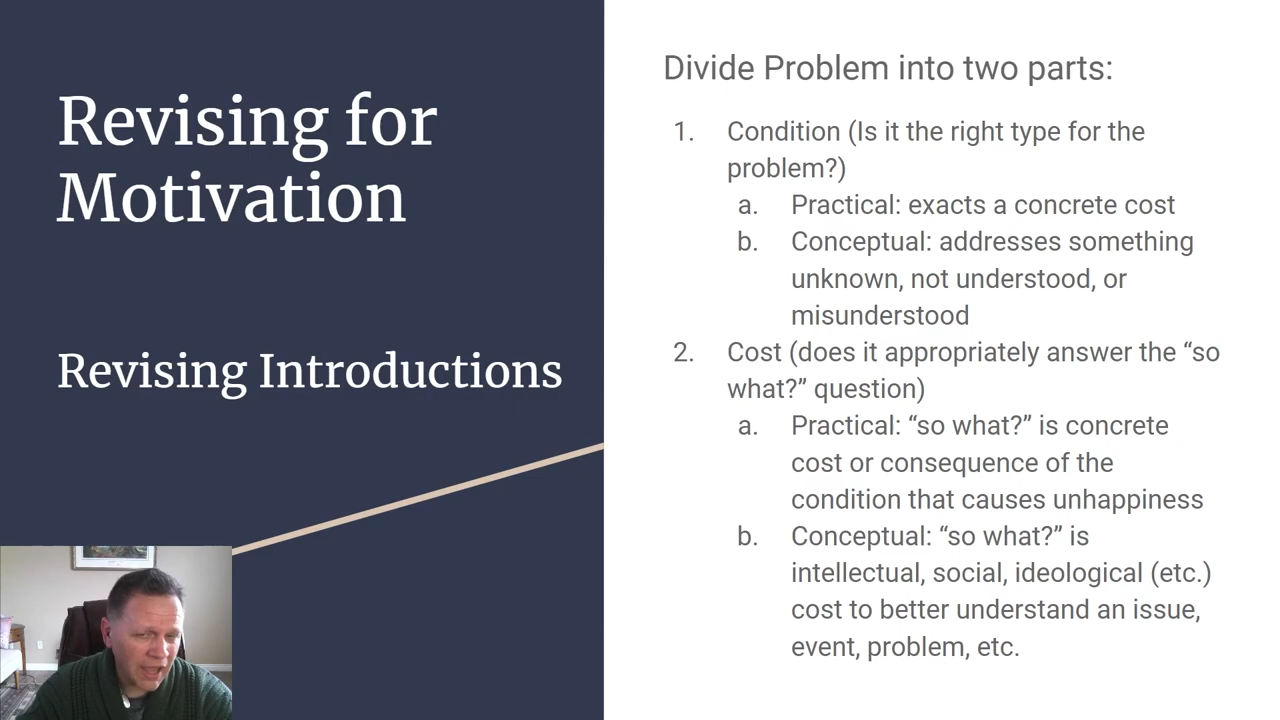 Revising for
Motivation
Revising Introductions
Divide Problem into two parts:
1. Condition (Is it the right type for the
problem?)
a. Practical: exacts a concrete cost
b. Conceptual: addresses something
unknown, not understood, or
misunderstood
2. Cost (does it appropriately answer the “so
what?” question)
a. Practical: “so what?” is concrete
cost or consequence of the
condition that causes unhappiness
b. Conceptual: “so what?” is
intellectual, social, ideological (etc.)
cost to better understand an issue,
event, problem, etc.